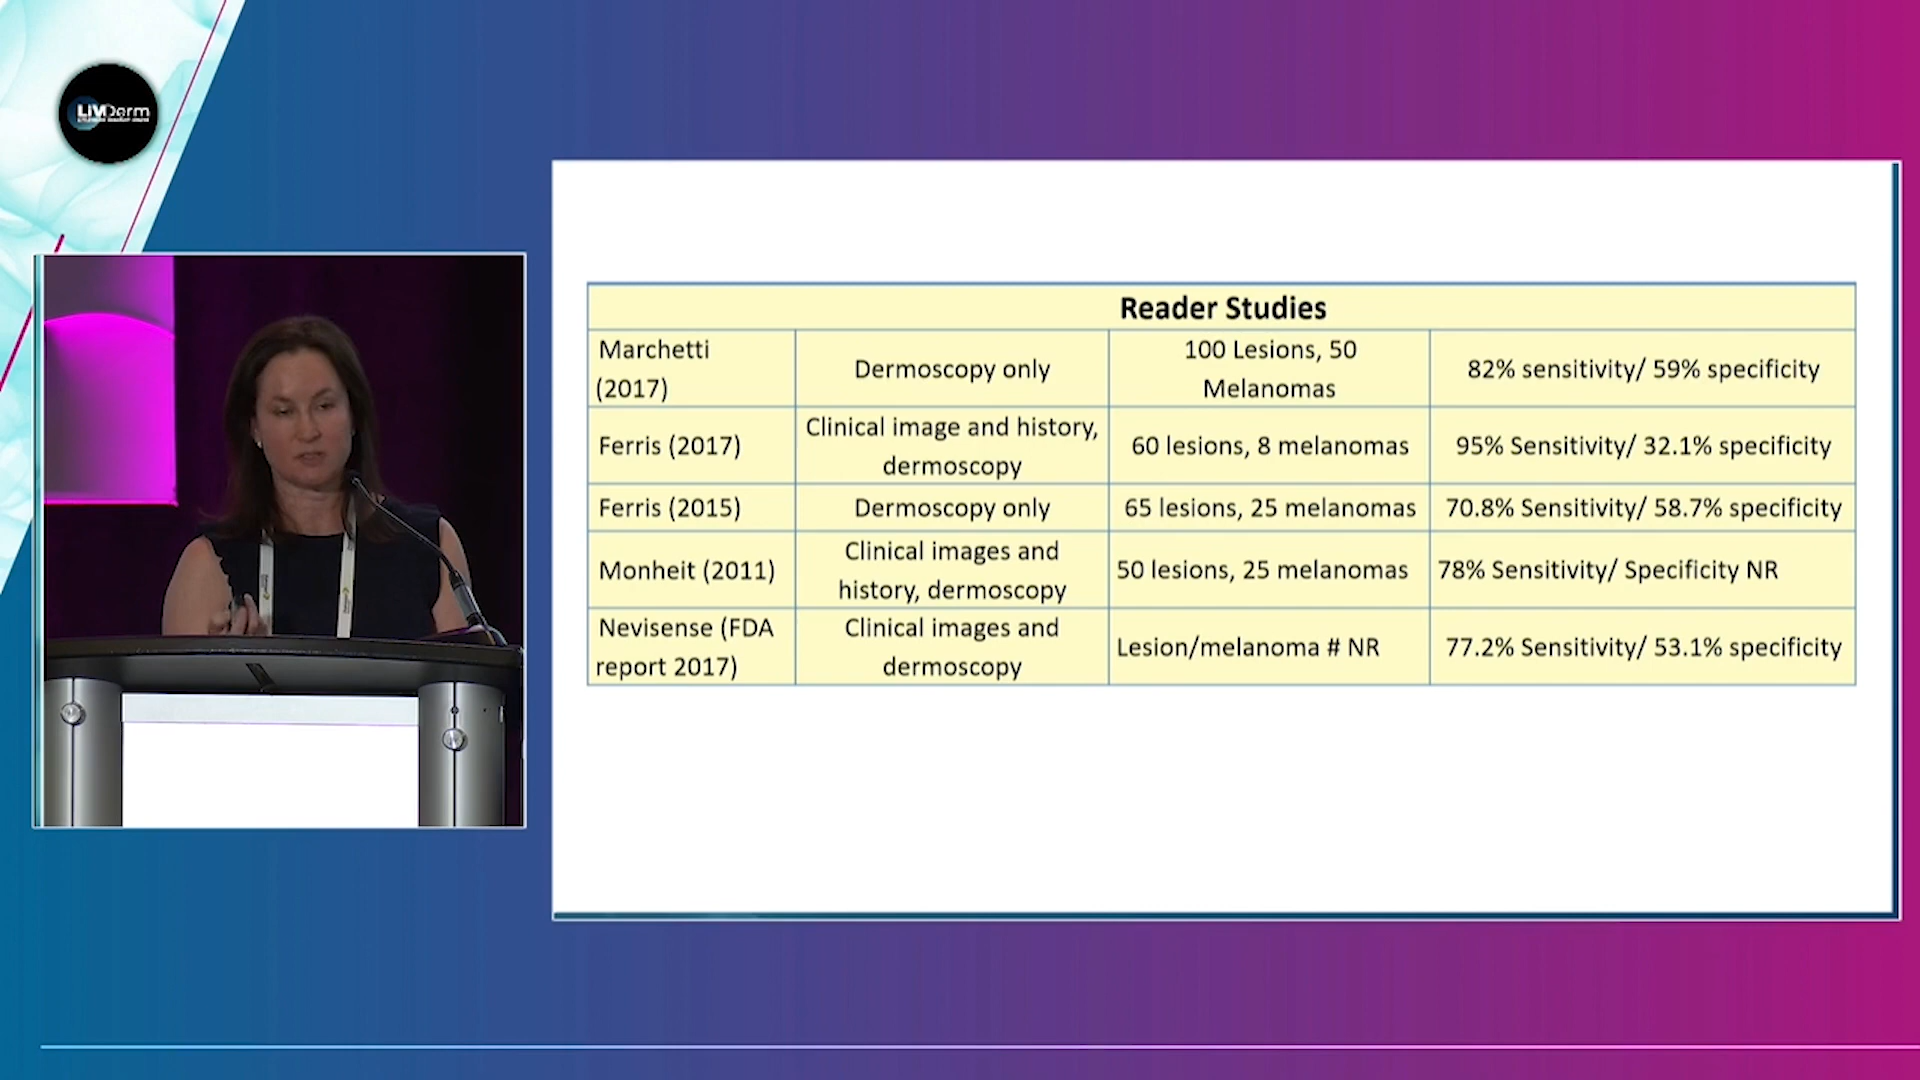 LIVDerm
Reader Studies
Marchetti
(2017)
Dermoscopy only
100 Lesions, 50
Melanomas
82% sensitivity/ 59% specificity
Ferris (2017)
Clinical image and history,
dermoscopy
60 lesions, 8 melanomas
95% Sensitivity/ 32.1% specificity
Ferris (2015)
Dermoscopy only
65 lesions, 25 melanomas
70.8% Sensitivity/ 58.7% specificity
Monheit (2011)
Clinical images and
history, dermoscopy
50 lesions, 25 melanomas
78% Sensitivity/ Specificity NR
Nevisense (FDA
report 2017)
Clinical images and
dermoscopy
Lesion/melanoma # NR
77.2% Sensitivity/ 53.1% specificity